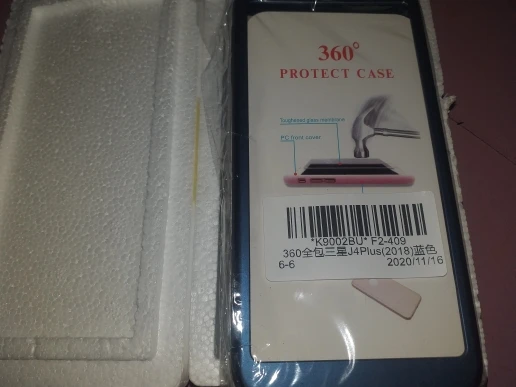 360°
PROTECT CASE
Toughened glass membrane
PC front cover
*K9002BU* F2-409
360全包三星J4Plus(2018)蓝色
6-6 2020/11/16